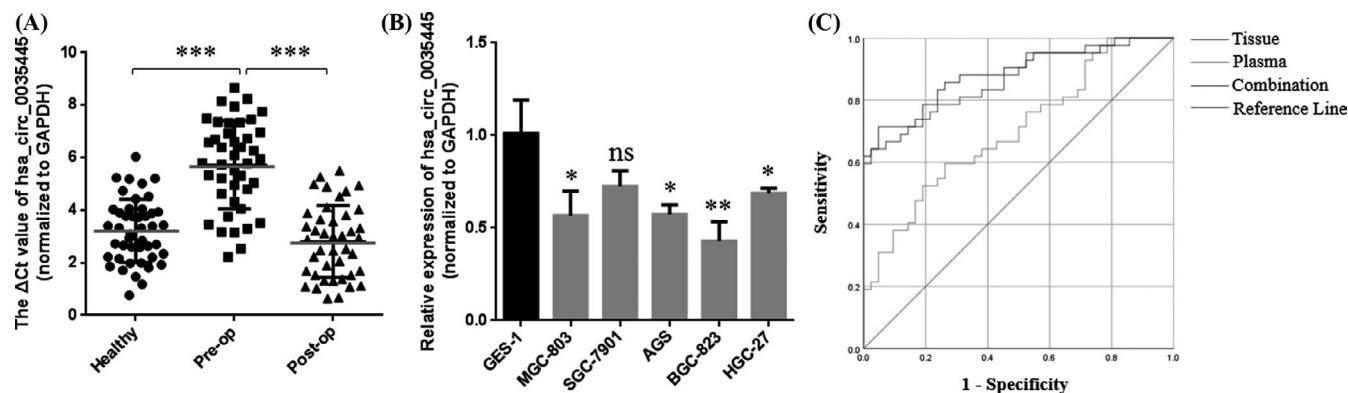 (A)
The ΔCt value of hsa_circ_0035445
(normalized to GAPDH)
10
8
6
4
2
0
*** ***
Healthy
Pre-op
Post-op
(B)
Relative expression of hsa_circ_0035445
(normalized to GAPDH)
1.5
1.0
0.5
0.0
* ns * ** *
GES-1
MGC-803
SGC-7901
AGS
BGC-823
HGC-27
(C)
Sensitivity
1.0
0.8
0.6
0.4
0.2
0.0
0.0 0.2 0.4 0.6 0.8 1.0
1 - Specificity
Tissue
Plasma
Combination
Reference Line